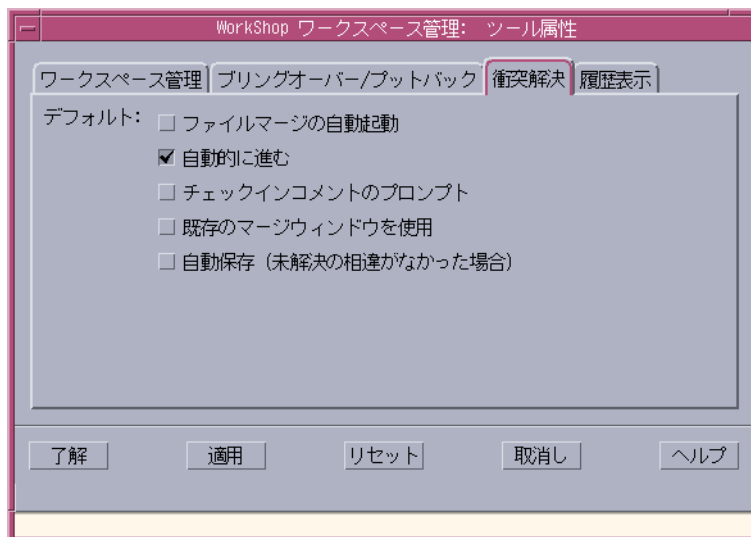 WorkShop ワークスペース管理: ツール属性
ワークスペース管理 ブリングオーバー/プットバック 衝突解決 履歴表示
デフォルト: ファイルマージの自動起動
自動的に進む
チェックインコメントのプロンプト
既存のマージウィンドウを使用
自動保存 (未解決の相違がなかった場合)
了解 適用 リセット 取消し ヘルプ